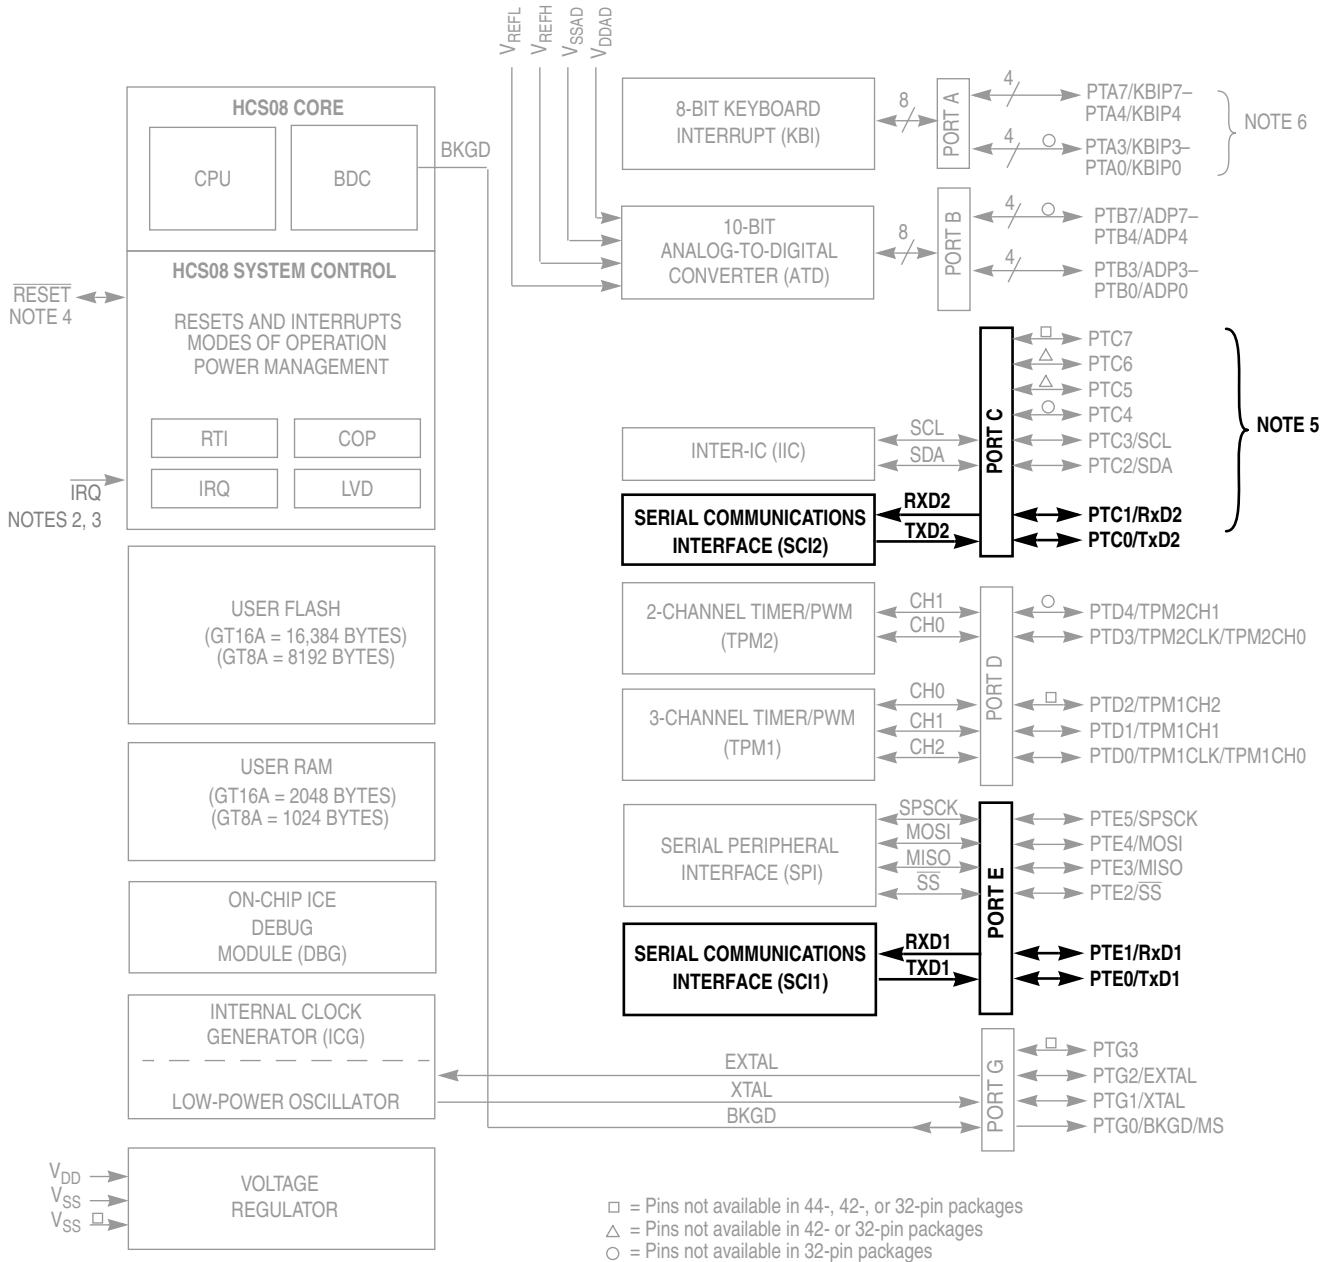 V_REFL
V_REFH
V_SSAD
V_DDAD
HCS08 CORE
CPU
BDC
BKGD
HCS08 SYSTEM CONTROL
RESETS AND INTERRUPTS
MODES OF OPERATION
POWER MANAGEMENT
RTI
COP
IRQ
LVD
RESET
NOTE 4
IRQ
NOTES 2, 3
USER FLASH
(GT16A = 16,384 BYTES)
(GT8A = 8192 BYTES)
USER RAM
(GT16A = 2048 BYTES)
(GT8A = 1024 BYTES)
ON-CHIP ICE
DEBUG
MODULE (DBG)
INTERNAL CLOCK
GENERATOR (ICG)
LOW-POWER OSCILLATOR
V_DD
V_SS
V_SS
VOLTAGE
REGULATOR
8-BIT KEYBOARD
INTERRUPT (KBI)
8
PORT A
4
PTA7/KBIP7–
PTA4/KBIP4
4
PTA3/KBIP3–
PTA0/KBIP0
NOTE 6
10-BIT
ANALOG-TO-DIGITAL
CONVERTER (ATD)
8
PORT B
4
PTB7/ADP7–
PTB4/ADP4
4
PTB3/ADP3–
PTB0/ADP0
INTER-IC (IIC)
SCL
SDA
SERIAL COMMUNICATIONS
INTERFACE (SCI2)
RXD2
TXD2
PORT C
PTC7
PTC6
PTC5
PTC4
PTC3/SCL
PTC2/SDA
PTC1/RxD2
PTC0/TxD2
NOTE 5
2-CHANNEL TIMER/PWM
(TPM2)
CH1
CH0
3-CHANNEL TIMER/PWM
(TPM1)
CH0
CH1
CH2
PORT D
PTD4/TPM2CH1
PTD3/TPM2CLK/TPM2CH0
PTD2/TPM1CH2
PTD1/TPM1CH1
PTD0/TPM1CLK/TPM1CH0
SERIAL PERIPHERAL
INTERFACE (SPI)
SPSCK
MOSI
MISO
SS
SERIAL COMMUNICATIONS
INTERFACE (SCI1)
RXD1
TXD1
PORT E
PTE5/SPSCK
PTE4/MOSI
PTE3/MISO
PTE2/SS
PTE1/RxD1
PTE0/TxD1
EXTAL
XTAL
BKGD
PORT G
PTG3
PTG2/EXTAL
PTG1/XTAL
PTG0/BKGD/MS
□ = Pins not available in 44-, 42-, or 32-pin packages
△ = Pins not available in 42- or 32-pin packages
○ = Pins not available in 32-pin packages